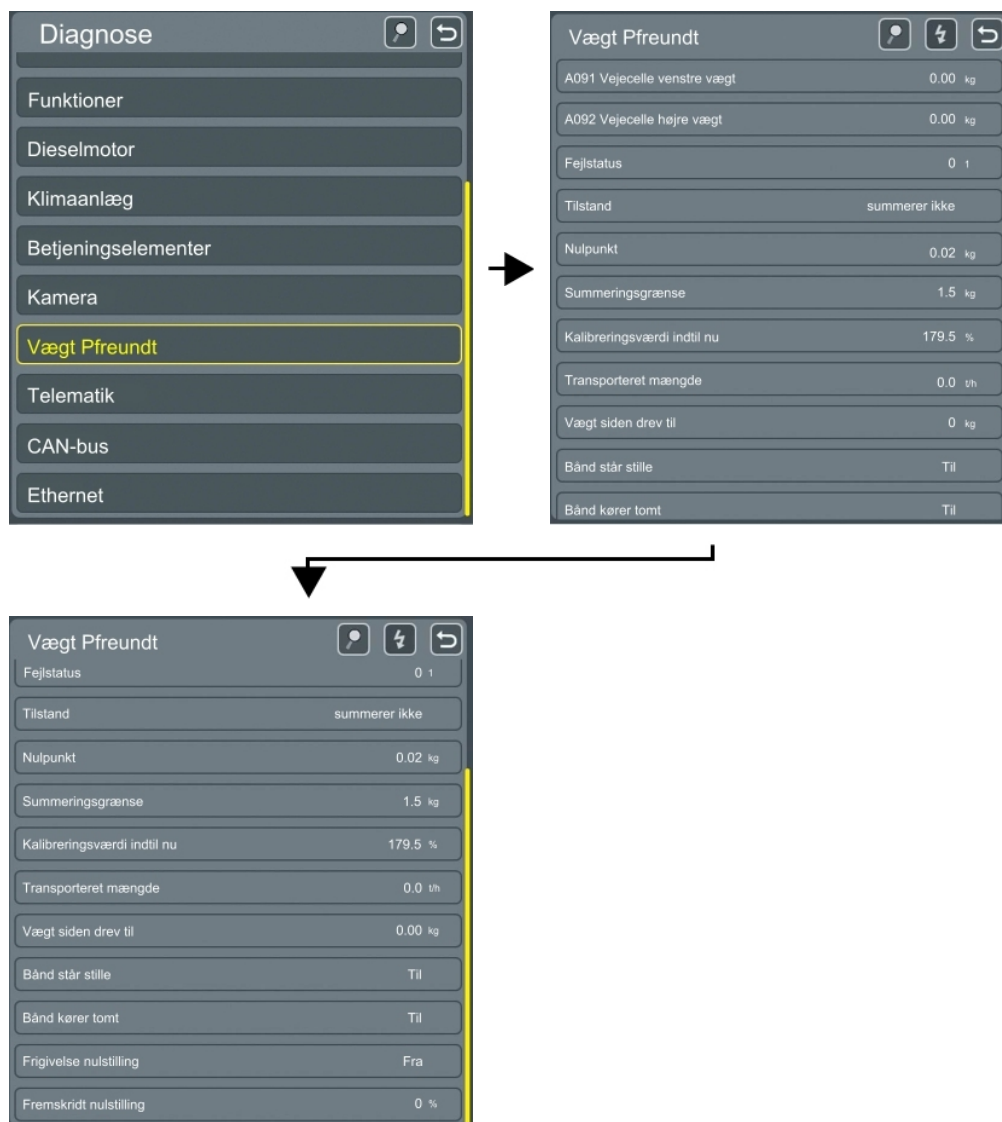 Diagnose
Funktioner
Dieselmotor
Klimaanlæg
Betjeningselementer
Kamera
Vægt Pfreundt
Telematik
CAN-bus
Ethernet
Vægt Pfreundt
A091 Vejecelle venstre vægt 0.00 kg
A092 Vejecelle højre vægt 0.00 kg
Fejlstatus 0 1
Tilstand summerer ikke
Nulpunkt 0.02 kg
Summeringsgrænse 1.5 kg
Kalibreringsværdi indtil nu 179.5 %
Transporteret mængde 0.0 t/h
Vægt siden drev til 0 kg
Bånd står stille Til
Bånd kører tomt Til
Vægt Pfreundt
Fejlstatus 0 1
Tilstand summerer ikke
Nulpunkt 0.02 kg
Summeringsgrænse 1.5 kg
Kalibreringsværdi indtil nu 179.5 %
Transporteret mængde 0.0 t/h
Vægt siden drev til 0.00 kg
Bånd står stille Til
Bånd kører tomt Til
Frigivelse nulstilling Fra
Fremskridt nulstilling 0 %